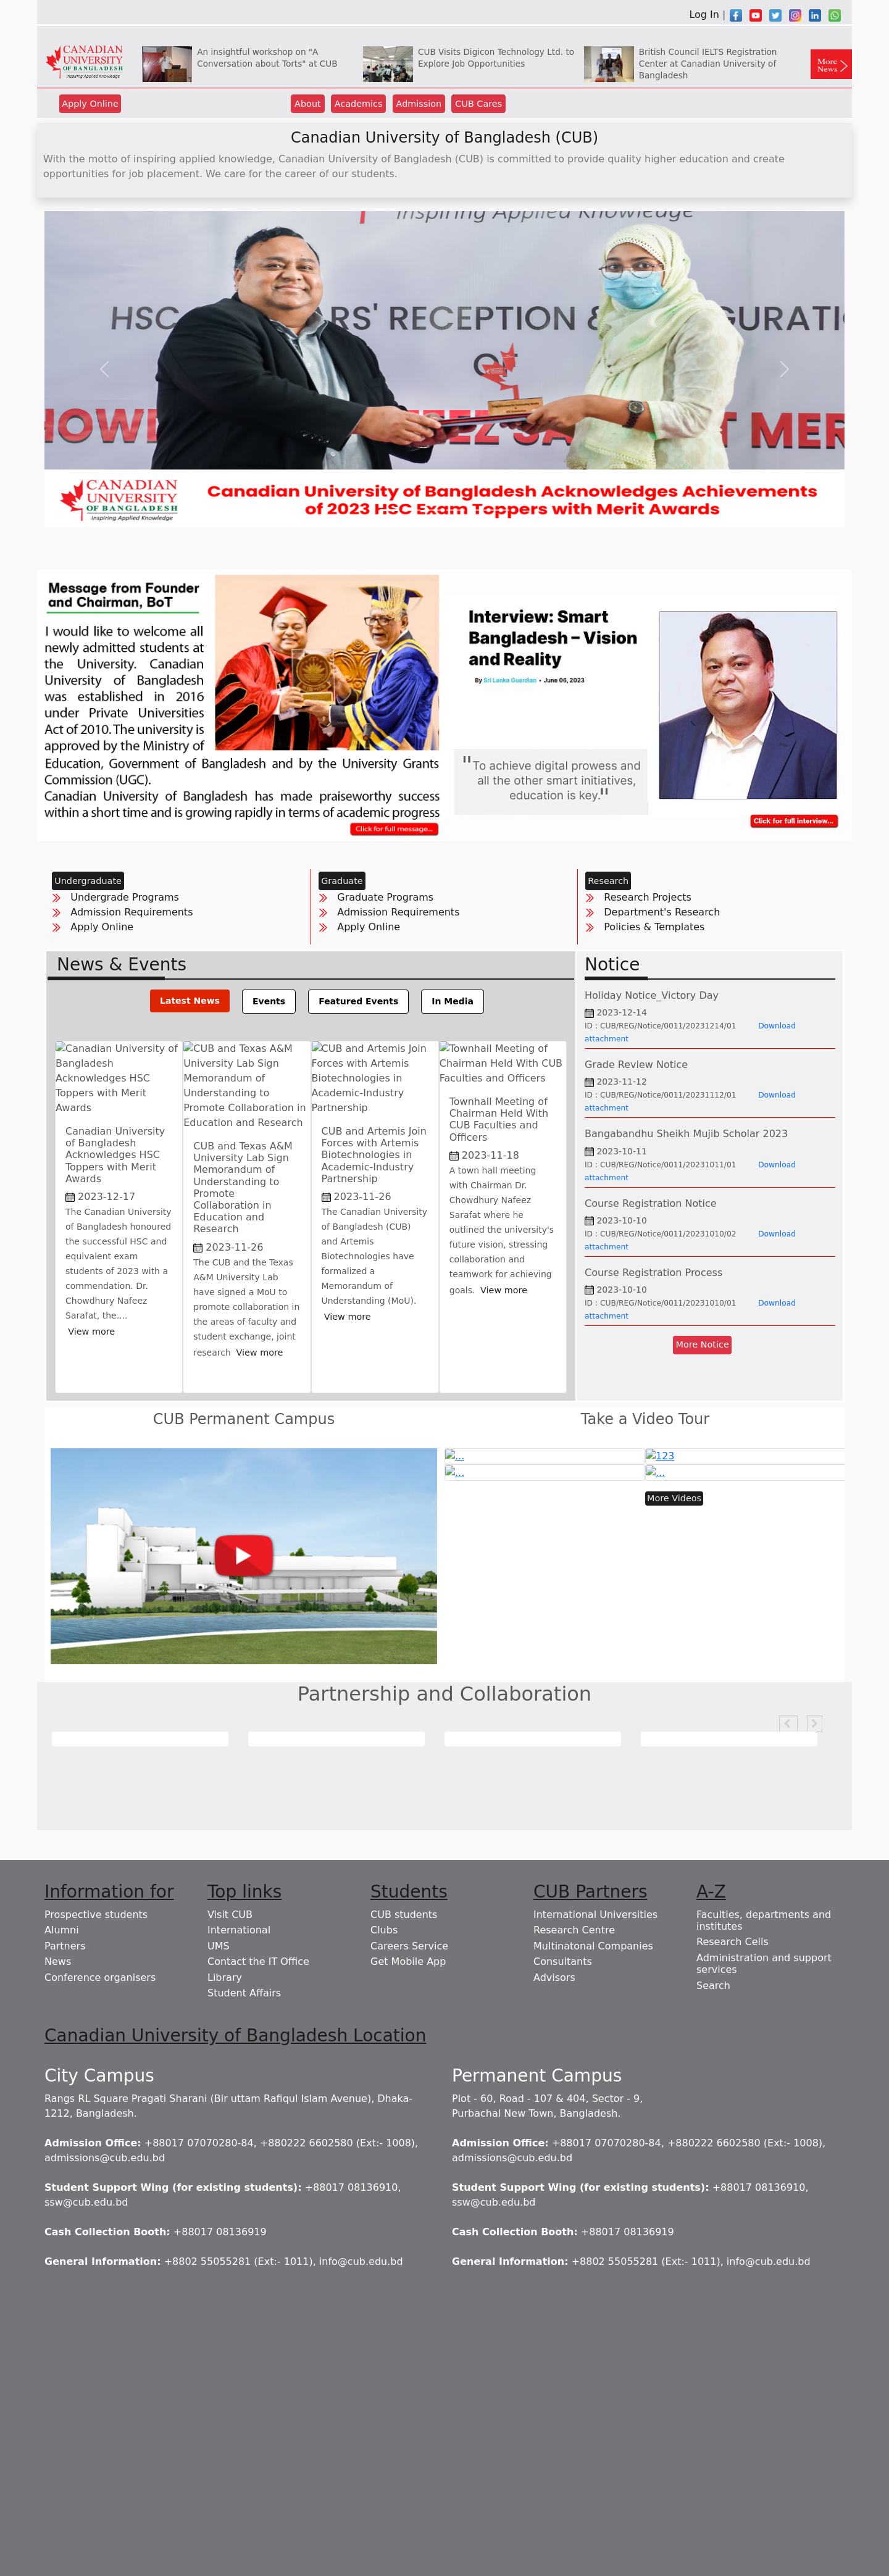 Log In |
CANADIAN
UNIVERSITY
OF BANGLADESH
Inspiring Applied Knowledge
An insightful workshop on "A
Conversation about Torts" at CUB
CUB Visits Digicon Technology Ltd. to
Explore Job Opportunities
British Council IELTS Registration
Center at Canadian University of
Bangladesh
More
News
Apply Online
About
Academics
Admission
CUB Cares
Canadian University of Bangladesh (CUB)
With the motto of inspiring applied knowledge, Canadian University of Bangladesh (CUB) is committed to provide quality higher education and create
opportunities for job placement. We care for the career of our students.
Inspiring Applied Knowledge
HSC
RS' RECEPTION &
GURATION
OF
HOW
EEZ SA
T MER
CANADIAN
UNIVERSITY
OF BANGLADESH
Inspiring Applied Knowledge
Canadian University of Bangladesh Acknowledges Achievements
of 2023 HSC Exam Toppers with Merit Awards
Message from Founder
and Chairman, BoT
I would like to welcome all
newly admitted students at
the University. Canadian
University of Bangladesh
was established in 2016
under Private Universities
Act of 2010. The university is
approved by the Ministry of
Education, Government of Bangladesh and by the University Grants
Commission (UGC).
Canadian University of Bangladesh has made praiseworthy success
within a short time and is growing rapidly in terms of academic progress
Click for full message...
Interview: Smart
Bangladesh – Vision
and Reality
By Sri Lanka Guardian • June 06, 2023
"To achieve digital prowess and
all the other smart initiatives,
education is key."
Click for full interview...
Undergraduate
Undergrade Programs
Admission Requirements
Apply Online
Graduate
Graduate Programs
Admission Requirements
Apply Online
Research
Research Projects
Department's Research
Policies & Templates
News & Events
Latest News
Events
Featured Events
In Media
Canadian University of
Bangladesh
Acknowledges HSC
Toppers with Merit
Awards
Canadian University
of Bangladesh
Acknowledges HSC
Toppers with Merit
Awards
2023-12-17
The Canadian University
of Bangladesh honoured
the successful HSC and
equivalent exam
students of 2023 with a
commendation. Dr.
Chowdhury Nafeez
Sarafat, the....
View more
CUB and Texas A&M
University Lab Sign
Memorandum of
Understanding to
Promote Collaboration in
Education and Research
CUB and Texas A&M
University Lab Sign
Memorandum of
Understanding to
Promote
Collaboration in
Education and
Research
2023-11-26
The CUB and the Texas
A&M University Lab
have signed a MoU to
promote collaboration in
the areas of faculty and
student exchange, joint
research View more
CUB and Artemis Join
Forces with Artemis
Biotechnologies in
Academic-Industry
Partnership
CUB and Artemis Join
Forces with Artemis
Biotechnologies in
Academic-Industry
Partnership
2023-11-26
The Canadian University
of Bangladesh (CUB)
and Artemis
Biotechnologies have
formalized a
Memorandum of
Understanding (MoU).
View more
Townhall Meeting of
Chairman Held With CUB
Faculties and Officers
Townhall Meeting of
Chairman Held With
CUB Faculties and
Officers
2023-11-18
A town hall meeting
with Chairman Dr.
Chowdhury Nafeez
Sarafat where he
outlined the university's
future vision, stressing
collaboration and
teamwork for achieving
goals. View more
Notice
Holiday Notice_Victory Day
2023-12-14
ID : CUB/REG/Notice/0011/20231214/01 Download
attachment
Grade Review Notice
2023-11-12
ID : CUB/REG/Notice/0011/20231112/01 Download
attachment
Bangabandhu Sheikh Mujib Scholar 2023
2023-10-11
ID : CUB/REG/Notice/0011/20231011/01 Download
attachment
Course Registration Notice
2023-10-10
ID : CUB/REG/Notice/0011/20231010/02 Download
attachment
Course Registration Process
2023-10-10
ID : CUB/REG/Notice/0011/20231010/01 Download
attachment
More Notice
CUB Permanent Campus
Take a Video Tour
...
123
...
...
More Videos
Partnership and Collaboration
Information for
Prospective students
Alumni
Partners
News
Conference organisers
Top links
Visit CUB
International
UMS
Contact the IT Office
Library
Student Affairs
Students
CUB students
Clubs
Careers Service
Get Mobile App
CUB Partners
International Universities
Research Centre
Multinatonal Companies
Consultants
Advisors
A-Z
Faculties, departments and
institutes
Research Cells
Administration and support
services
Search
Canadian University of Bangladesh Location
City Campus
Rangs RL Square Pragati Sharani (Bir uttam Rafiqul Islam Avenue), Dhaka-
1212, Bangladesh.
Admission Office: +88017 07070280-84, +880222 6602580 (Ext:- 1008),
admissions@cub.edu.bd
Student Support Wing (for existing students): +88017 08136910,
ssw@cub.edu.bd
Cash Collection Booth: +88017 08136919
General Information: +8802 55055281 (Ext:- 1011), info@cub.edu.bd
Permanent Campus
Plot - 60, Road - 107 & 404, Sector - 9,
Purbachal New Town, Bangladesh.
Admission Office: +88017 07070280-84, +880222 6602580 (Ext:- 1008),
admissions@cub.edu.bd
Student Support Wing (for existing students): +88017 08136910,
ssw@cub.edu.bd
Cash Collection Booth: +88017 08136919
General Information: +8802 55055281 (Ext:- 1011), info@cub.edu.bd